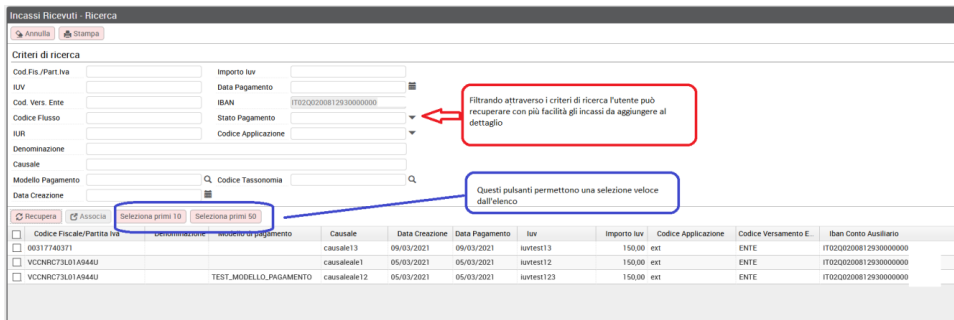 Incassi Ricevuti - Ricerca
Annulla Stampa
Criteri di ricerca
Cod.Fis./Part.Iva Importo Iuv
IUV Data Pagamento
Cod. Vers. Ente IBAN IT02Q0200812930000000
Codice Flusso Stato Pagamento
IUR Codice Applicazione
Denominazione
Causale
Modello Pagamento Codice Tassonomia
Data Creazione
Filtrando attraverso i criteri di ricerca l'utente può
recuperare con più facilità gli incassi da aggiungere al
dettaglio
Questi pulsanti permettono una selezione veloce
dall'elenco
Recupera Associa Seleziona primi 10 Seleziona primi 50
Codice Fiscale/Partita Iva Denominazione Modello di pagamento Causale Data Creazione Data Pagamento Iuv Importo Iuv Codice Applicazione Codice Versamento E... Iban Conto Ausiliario
00317740371 causale13 09/03/2021 09/03/2021 iuvtest13 150,00 ext ENTE IT02Q0200812930000000
VCCNRC73L01A944U causaleale1 05/03/2021 05/03/2021 iuvtest12 150,00 ext ENTE IT02Q0200812930000000
VCCNRC73L01A944U TEST_MODELLO_PAGAMENTO causaleale12 05/03/2021 05/03/2021 iuvtest123 150,00 ext ENTE IT02Q0200812930000000